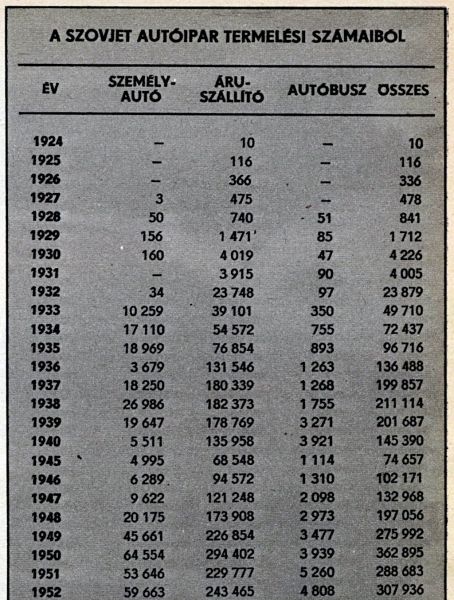 A SZOVJET AUTÓIPAR TERMELÉSI SZÁMAIBÓL
ÉV SZEMÉLY-AUTÓ ÁRU-SZÁLLÍTÓ AUTÓBUSZ ÖSSZES
1924 — 10 — 10
1925 — 116 — 116
1926 — 366 — 336
1927 3 475 — 478
1928 50 740 51 841
1929 156 1 471 85 1 712
1930 160 4 019 47 4 226
1931 — 3 915 90 4 005
1932 34 23 748 97 23 879
1933 10 259 39 101 350 49 710
1934 17 110 54 572 755 72 437
1935 18 969 76 854 893 96 716
1936 3 679 131 546 1 263 136 488
1937 18 250 180 339 1 268 199 857
1938 26 986 182 373 1 755 211 114
1939 19 647 178 769 3 271 201 687
1940 5 511 135 958 3 921 145 390
1945 4 995 68 548 1 114 74 657
1946 6 289 94 572 1 310 102 171
1947 9 622 121 248 2 098 132 968
1948 20 175 173 908 2 973 197 056
1949 45 661 226 854 3 477 275 992
1950 64 554 294 402 3 939 362 895
1951 53 646 229 777 5 260 288 683
1952 59 663 243 465 4 808 307 936